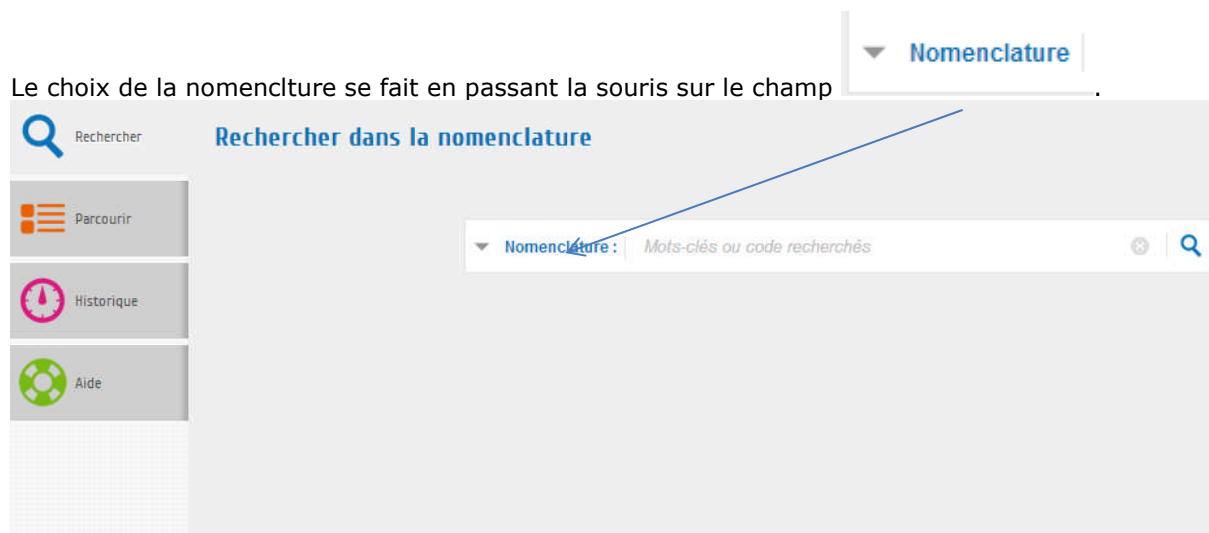 Le choix de la nomenclture se fait en passant la souris sur le champ Nomenclature .
Rechercher
Rechercher dans la nomenclature
Parcourir
Nomenclature : Mots-clés ou code recherchés
Historique
Aide